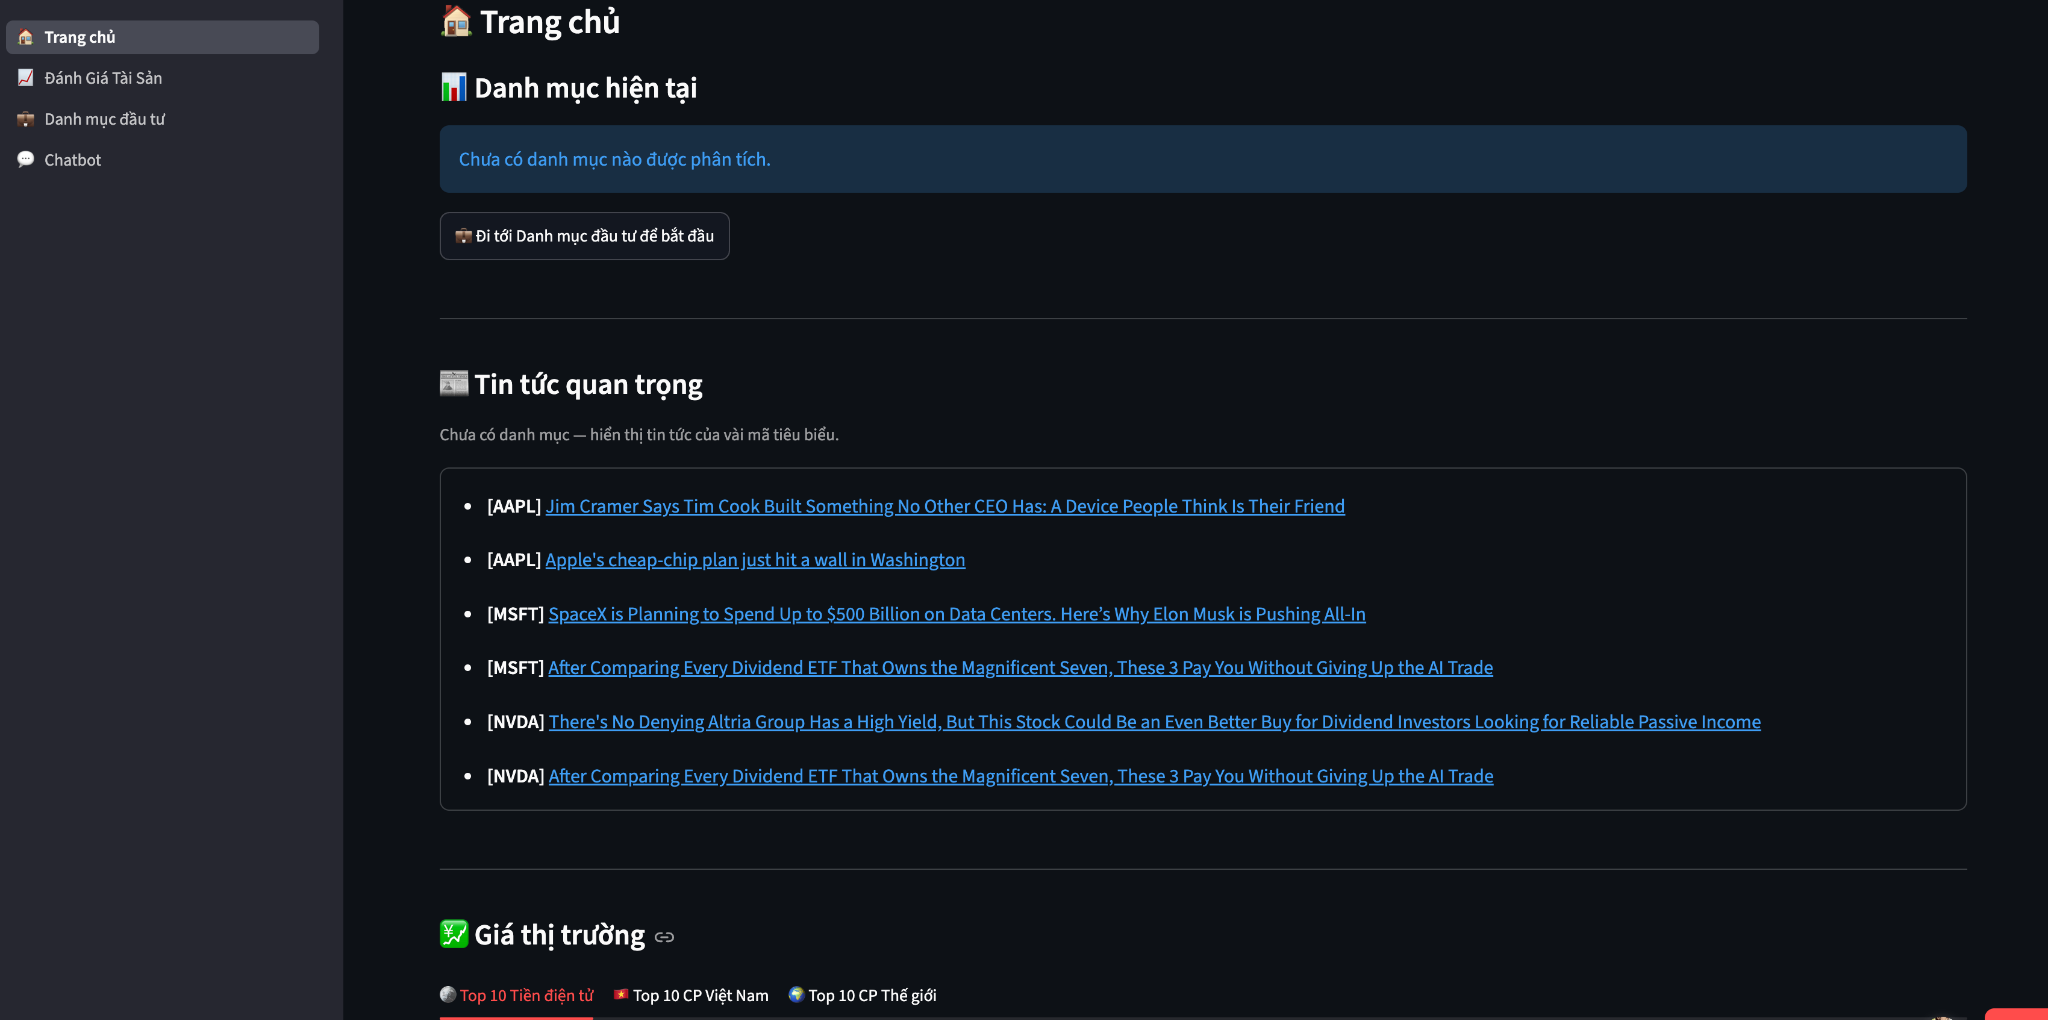 Trang chủ
Đánh Giá Tài Sản
Danh mục đầu tư
Chatbot
Trang chủ
Danh mục hiện tại
Chưa có danh mục nào được phân tích.
Đi tới Danh mục đầu tư để bắt đầu
Tin tức quan trọng
Chưa có danh mục — hiển thị tin tức của vài mã tiêu biểu.
[AAPL] Jim Cramer Says Tim Cook Built Something No Other CEO Has: A Device People Think Is Their Friend
[AAPL] Apple's cheap-chip plan just hit a wall in Washington
[MSFT] SpaceX is Planning to Spend Up to $500 Billion on Data Centers. Here’s Why Elon Musk is Pushing All-In
[MSFT] After Comparing Every Dividend ETF That Owns the Magnificent Seven, These 3 Pay You Without Giving Up the AI Trade
[NVDA] There's No Denying Altria Group Has a High Yield, But This Stock Could Be an Even Better Buy for Dividend Investors Looking for Reliable Passive Income
[NVDA] After Comparing Every Dividend ETF That Owns the Magnificent Seven, These 3 Pay You Without Giving Up the AI Trade
Giá thị trường
Top 10 Tiền điện tử Top 10 CP Việt Nam Top 10 CP Thế giới